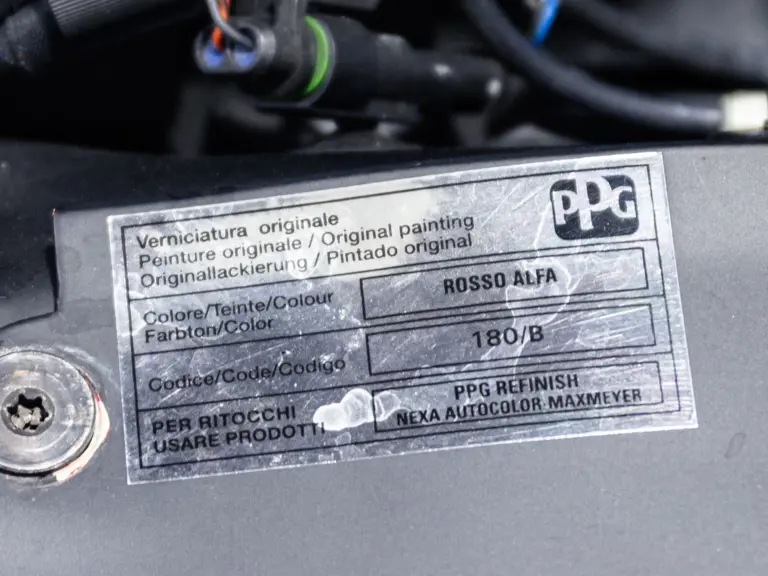 PPG
Verniciatura originale
Peinture originale / Original painting
Originallackierung / Pintado original
Colore/Teinte/Colour
Farbton/Color
ROSSO ALFA
Codice/Code/Codigo
180/B
PER RITOCCHI
USARE PRODOTTI
PPG REFINISH
NEXA AUTOCOLOR-MAXMEYER